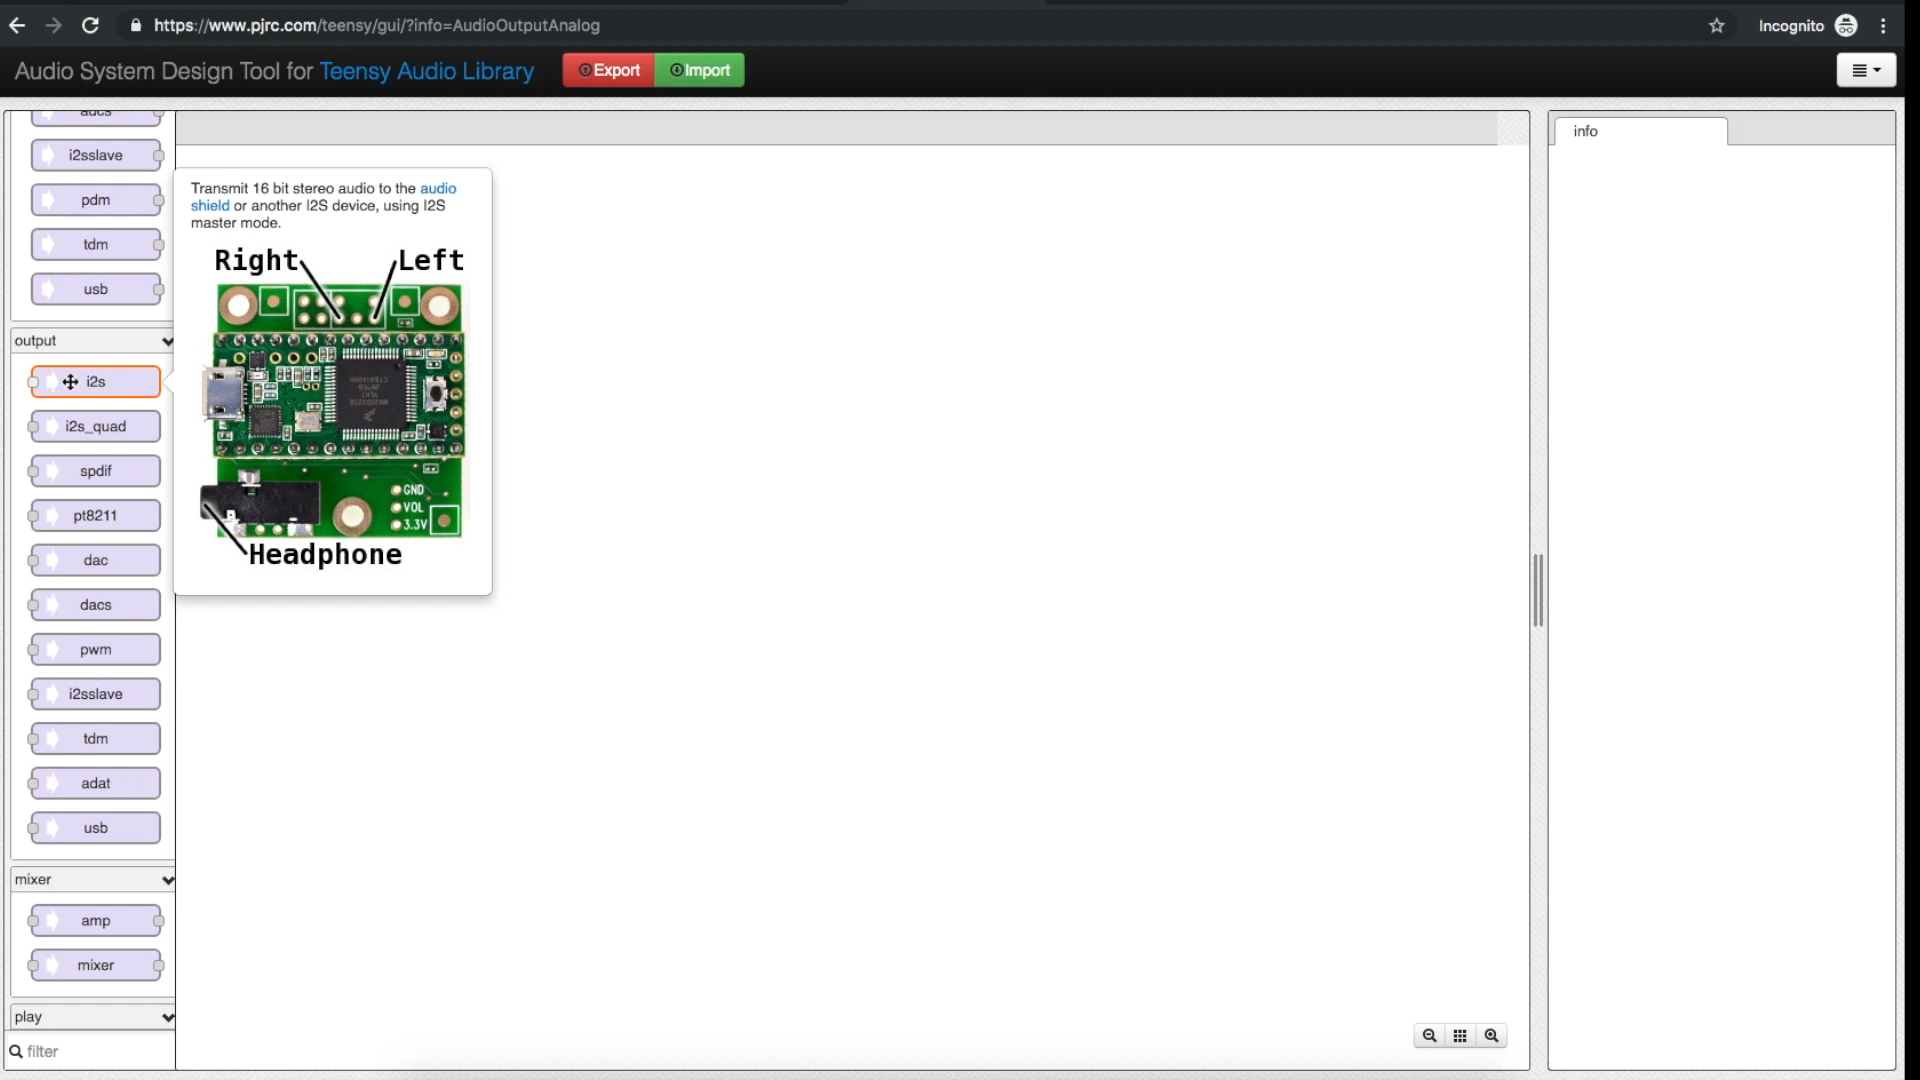 https://www.pjrc.com/teensy/gui/?info=AudioOutputAnalog
Incognito
Audio System Design Tool for Teensy Audio Library
Export
Import
adcs
i2sslave
pdm
tdm
usb
output
i2s
i2s_quad
spdif
pt8211
dac
dacs
pwm
i2sslave
tdm
adat
usb
mixer
amp
mixer
play
filter
Transmit 16 bit stereo audio to the audio
shield or another I2S device, using I2S
master mode.
Right
Left
GND
VOL
3.3V
Headphone
info